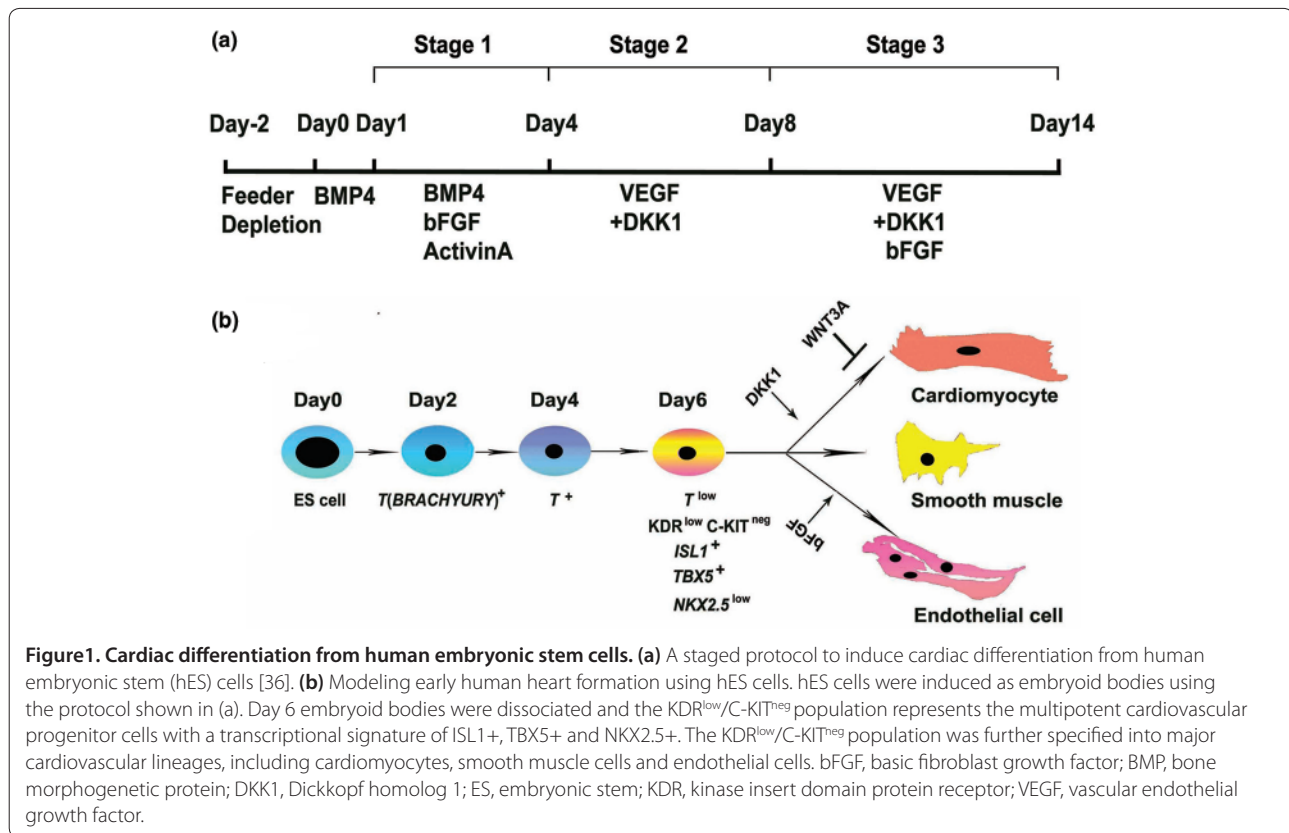 (a)
Stage 1 Stage 2 Stage 3
Day-2 Day0 Day1 Day4 Day8 Day14
Feeder BMP4 BMP4 VEGF VEGF
Depletion bFGF +DKK1 +DKK1
ActivinA bFGF
(b)
WNT3A
DKK1
Day0 Day2 Day4 Day6
Cardiomyocyte
ES cell T(BRACHYURY)+ T+ Tlow
KDRlow C-KITneg
ISL1+
TBX5+
NKX2.5low
bFGF
Smooth muscle
Endothelial cell
Figure1. Cardiac differentiation from human embryonic stem cells. (a) A staged protocol to induce cardiac differentiation from human
embryonic stem (hES) cells [36]. (b) Modeling early human heart formation using hES cells. hES cells were induced as embryoid bodies using
the protocol shown in (a). Day 6 embryoid bodies were dissociated and the KDRlow/C-KITneg population represents the multipotent cardiovascular
progenitor cells with a transcriptional signature of ISL1+, TBX5+ and NKX2.5+. The KDRlow/C-KITneg population was further specified into major
cardiovascular lineages, including cardiomyocytes, smooth muscle cells and endothelial cells. bFGF, basic fibroblast growth factor; BMP, bone
morphogenetic protein; DKK1, Dickkopf homolog 1; ES, embryonic stem; KDR, kinase insert domain protein receptor; VEGF, vascular endothelial
growth factor.